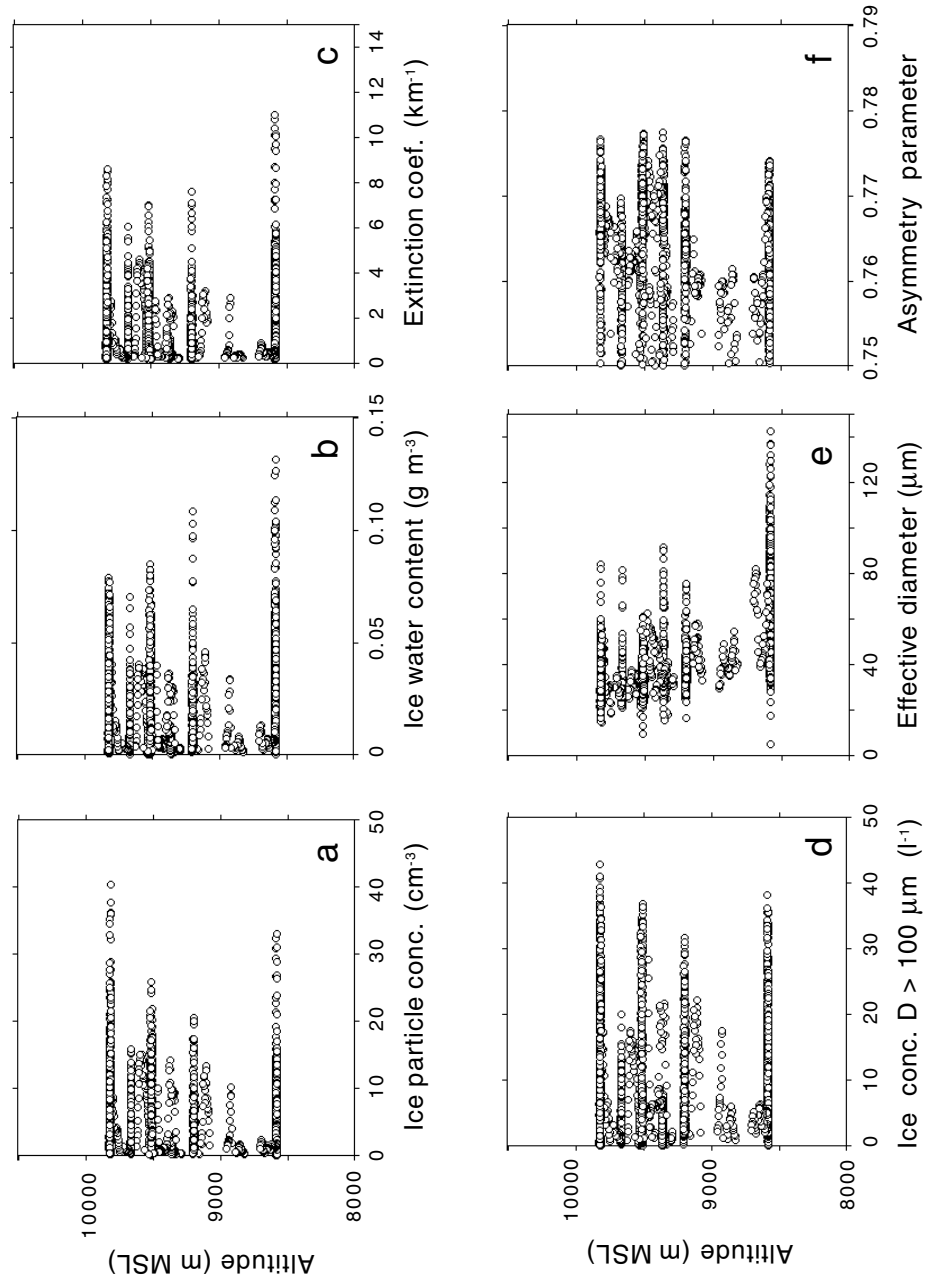 Altitude (m MSL)
10000
9000
8000
a
0 10 20 30 40 50
Ice particle conc. (cm⁻³)
b
0 0.05 0.10 0.15
Ice water content (g m⁻³)
c
0 2 4 6 8 10 12 14
Extinction coef. (km⁻¹)
Altitude (m MSL)
10000
9000
8000
d
0 10 20 30 40 50
Ice conc. D > 100 μm (l⁻¹)
e
0 40 80 120
Effective diameter (μm)
f
0.75 0.76 0.77 0.78 0.79
Asymmetry parameter